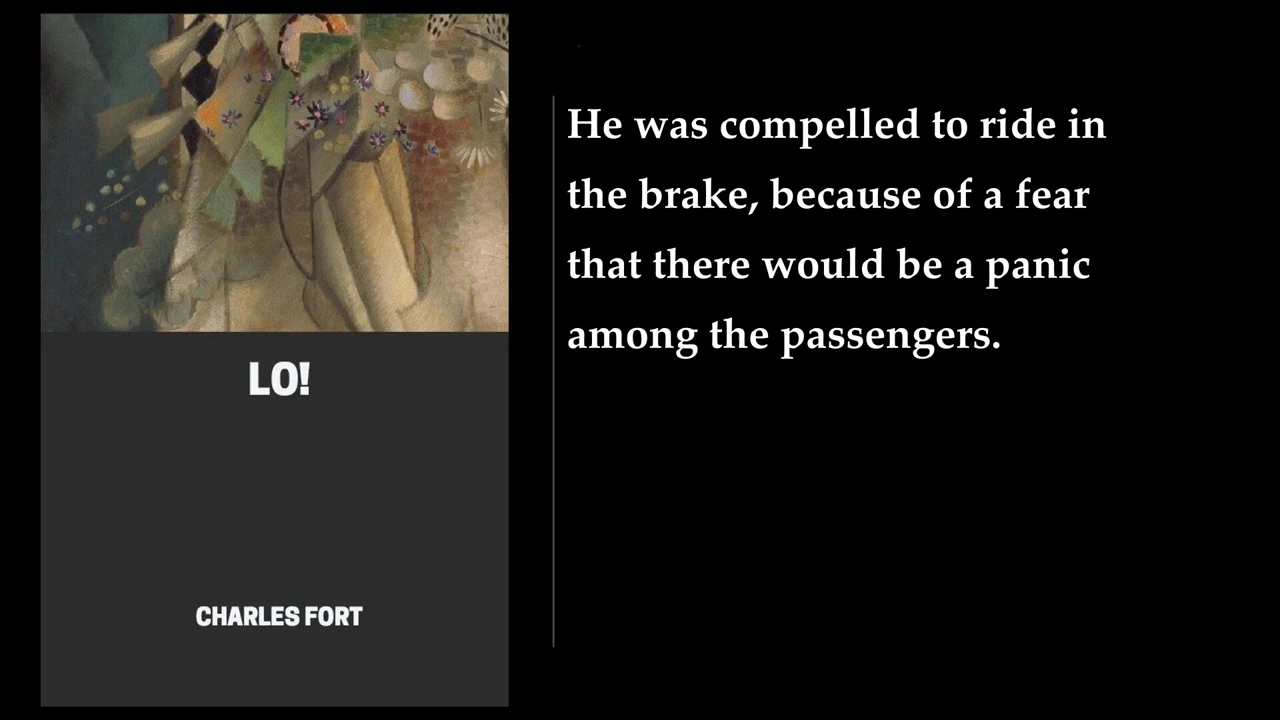 LO!
CHARLES FORT
He was compelled to ride in
the brake, because of a fear
that there would be a panic
among the passengers.